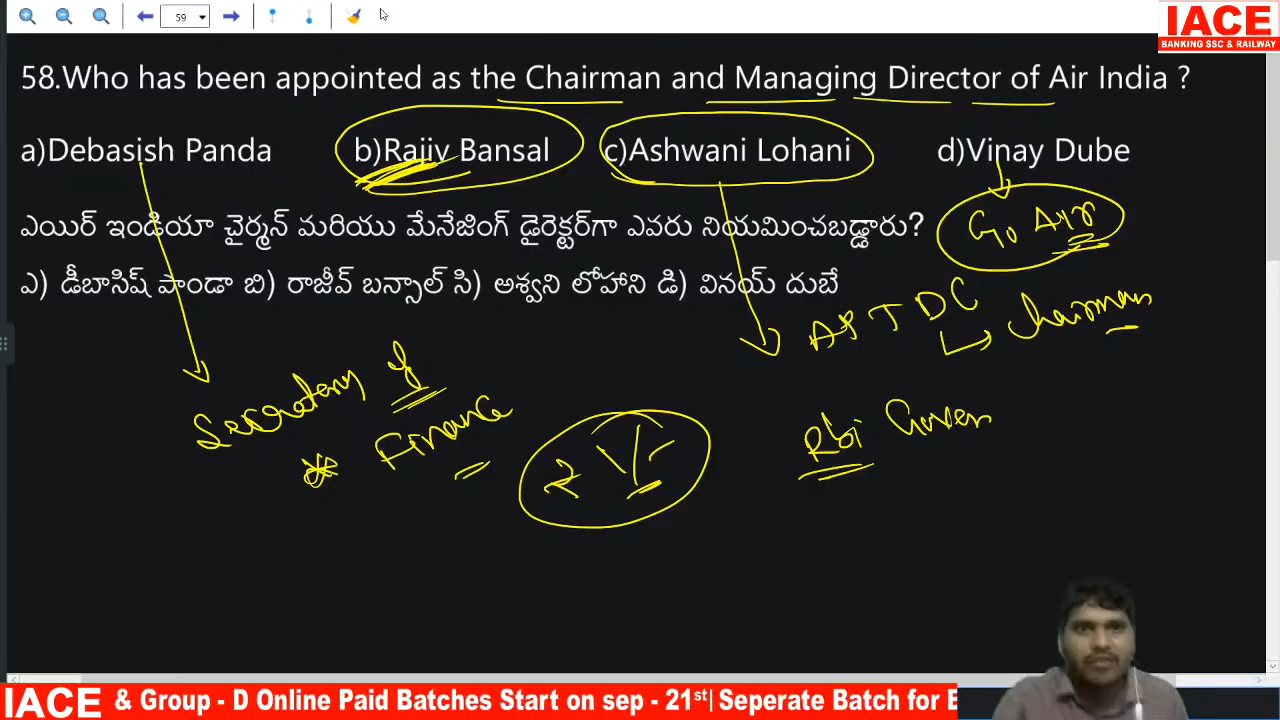 59
IACE
BANKING SSC & RAILWAY
58.Who has been appointed as the Chairman and Managing Director of Air India ?
a)Debasish Panda b)Rajiv Bansal c)Ashwani Lohani d)Vinay Dube
ఎయిర్ ఇండియా ఛైర్మన్ మరియు మేనేజింగ్ డైరెక్టర్‌గా ఎవరు నియమించబడ్డారు?
Go Air
ఎ) డీబాసిష్ పాండా బి) రాజీవ్ బన్సాల్ సి) అశ్వని లోహాని డి) వినయ్ దుబే
Chairman
Secretary of
Finance
Rbi Govern
IACE & Group - D Online Paid Batches Start on sep - 21st| Seperate Batch for